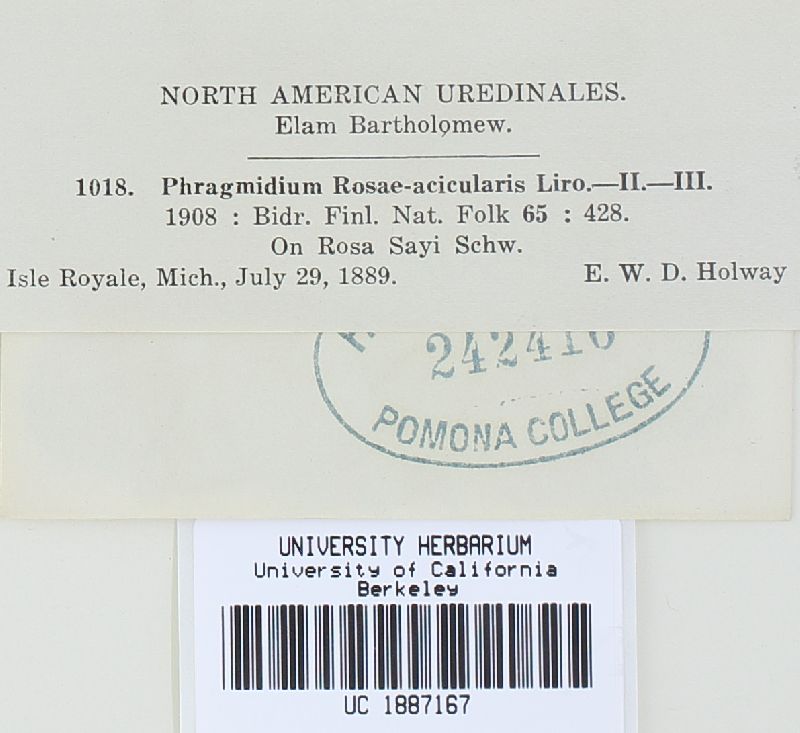 NORTH AMERICAN UREDINALES.
Elam Bartholomew.
1018. Phragmidium Rosae-acicularis Liro.—II.—III.
1908 : Bidr. Finl. Nat. Folk 65 : 428.
On Rosa Sayi Schw.
Isle Royale, Mich., July 29, 1889. E. W. D. Holway
242416
POMONA COLLEGE
UNIVERSITY HERBARIUM
University of California
Berkeley
UC 1887167